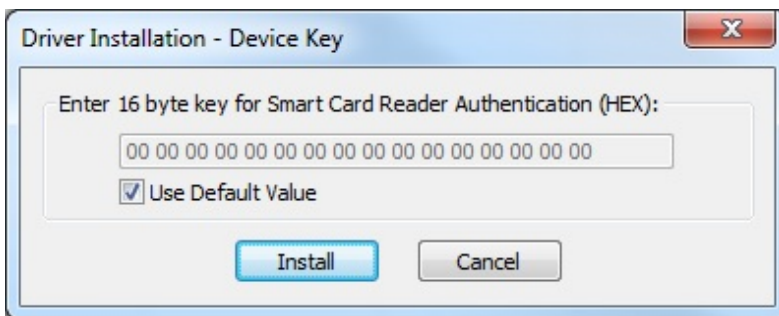 Driver Installation - Device Key
Enter 16 byte key for Smart Card Reader Authentication (HEX):
00 00 00 00 00 00 00 00 00 00 00 00 00 00 00 00
Use Default Value
Install
Cancel